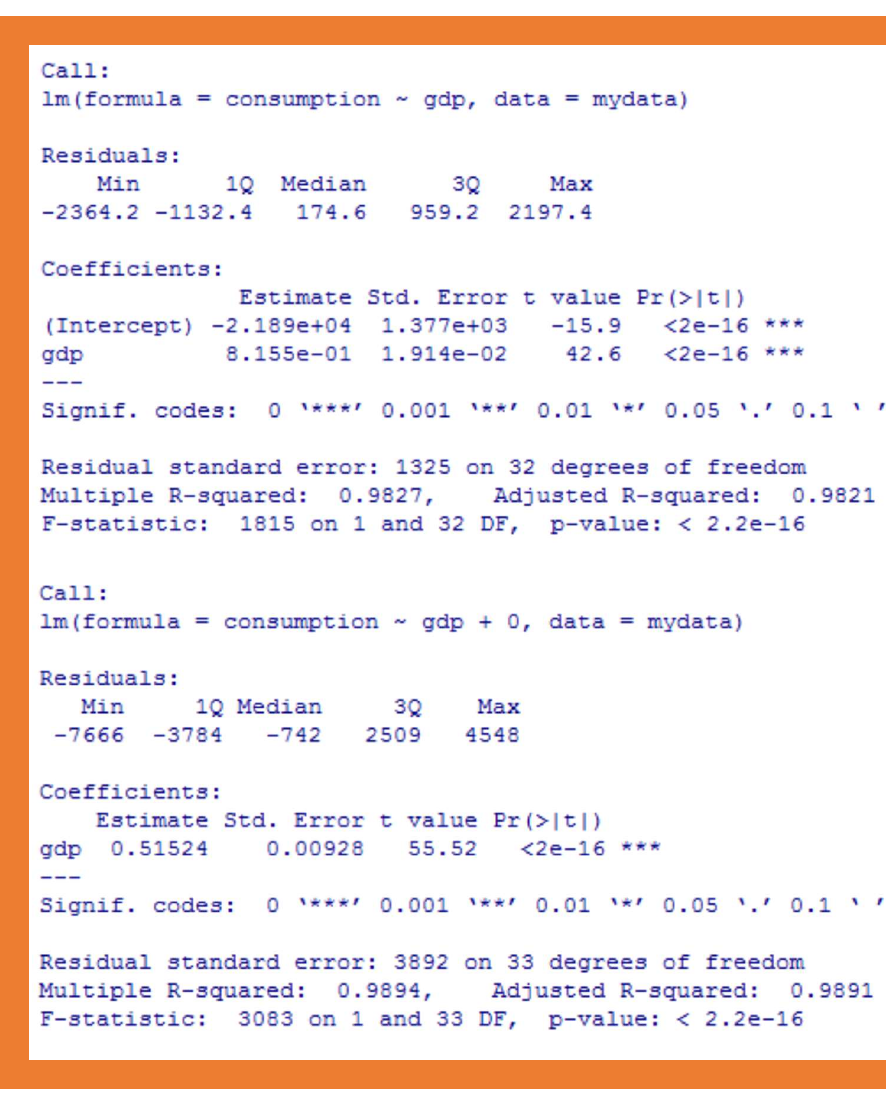 Call:
lm(formula = consumption ~ gdp, data = mydata)
Residuals:
Min 1Q Median 3Q Max
-2364.2 -1132.4 174.6 959.2 2197.4
Coefficients:
Estimate Std. Error t value Pr(>|t|)
(Intercept) -2.189e+04 1.377e+03 -15.9 <2e-16 ***
gdp 8.155e-01 1.914e-02 42.6 <2e-16 ***
---
Signif. codes: 0 ‘***’ 0.001 ‘**’ 0.01 ‘*’ 0.05 ‘.’ 0.1 ‘ ’
Residual standard error: 1325 on 32 degrees of freedom
Multiple R-squared: 0.9827, Adjusted R-squared: 0.9821
F-statistic: 1815 on 1 and 32 DF, p-value: < 2.2e-16
Call:
lm(formula = consumption ~ gdp + 0, data = mydata)
Residuals:
Min 1Q Median 3Q Max
-7666 -3784 -742 2509 4548
Coefficients:
Estimate Std. Error t value Pr(>|t|)
gdp 0.51524 0.00928 55.52 <2e-16 ***
---
Signif. codes: 0 ‘***’ 0.001 ‘**’ 0.01 ‘*’ 0.05 ‘.’ 0.1 ‘ ’
Residual standard error: 3892 on 33 degrees of freedom
Multiple R-squared: 0.9894, Adjusted R-squared: 0.9891
F-statistic: 3083 on 1 and 33 DF, p-value: < 2.2e-16